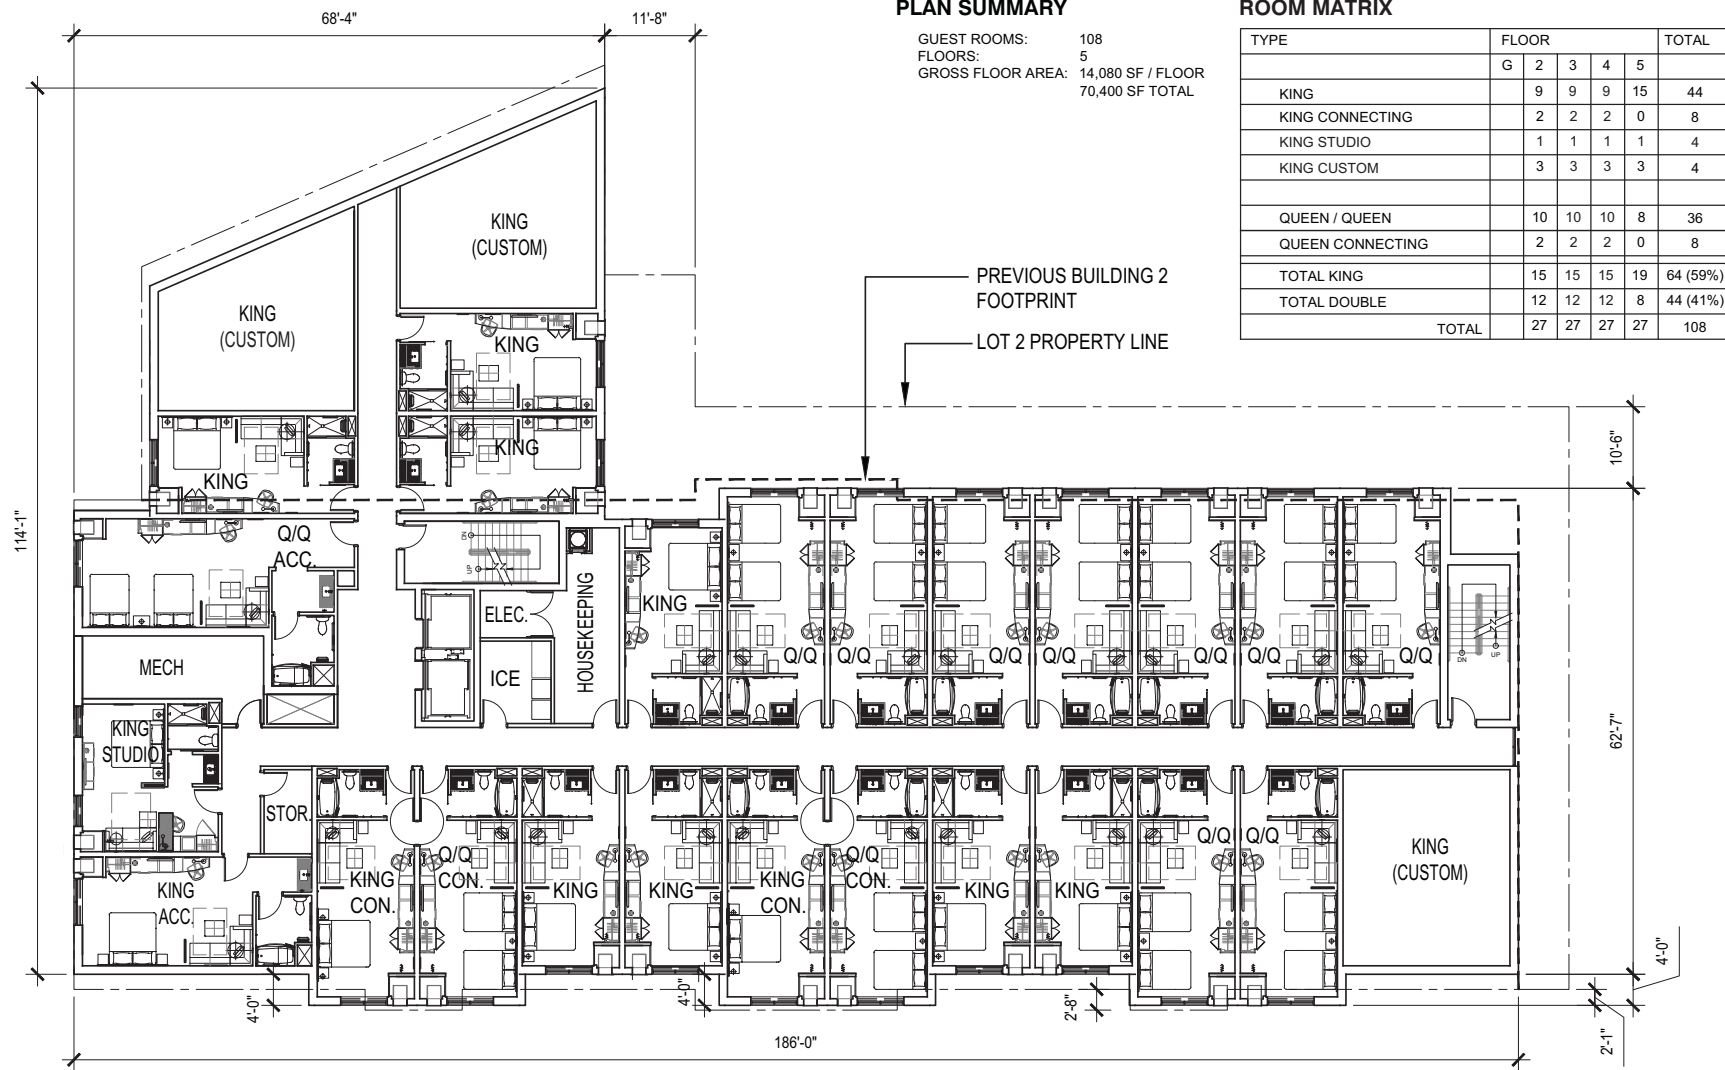 68'-4"
11'-8"
PLAN SUMMARY
GUEST ROOMS: 108
FLOORS: 5
GROSS FLOOR AREA: 14,080 SF / FLOOR
70,400 SF TOTAL
ROOM MATRIX
TYPE FLOOR TOTAL
G 2 3 4 5
KING 9 9 9 15 44
KING CONNECTING 2 2 2 0 8
KING STUDIO 1 1 1 1 4
KING CUSTOM 3 3 3 3 4
QUEEN / QUEEN 10 10 10 8 36
QUEEN CONNECTING 2 2 2 0 8
TOTAL KING 15 15 15 19 64 (59%)
TOTAL DOUBLE 12 12 12 8 44 (41%)
TOTAL 27 27 27 27 108
KING
(CUSTOM)
KING
(CUSTOM)
PREVIOUS BUILDING 2
FOOTPRINT
LOT 2 PROPERTY LINE
KING
KING
KING
10'-6"
114'-1"
Q/Q
ACC.
DN
UP
ELEC.
HOUSEKEEPING
KING
MECH
ICE
Q/Q
Q/Q
Q/Q
Q/Q
Q/Q
Q/Q
Q/Q
DN
UP
62'-7"
KING
STUDIO
STOR.
KING
ACC.
KING
CON.
Q/Q
CON.
KING
KING
KING
CON.
Q/Q
CON.
KING
KING
Q/Q
Q/Q
KING
(CUSTOM)
4'-0"
4'-0"
4'-0"
2'-8"
2'-1"
186'-0"